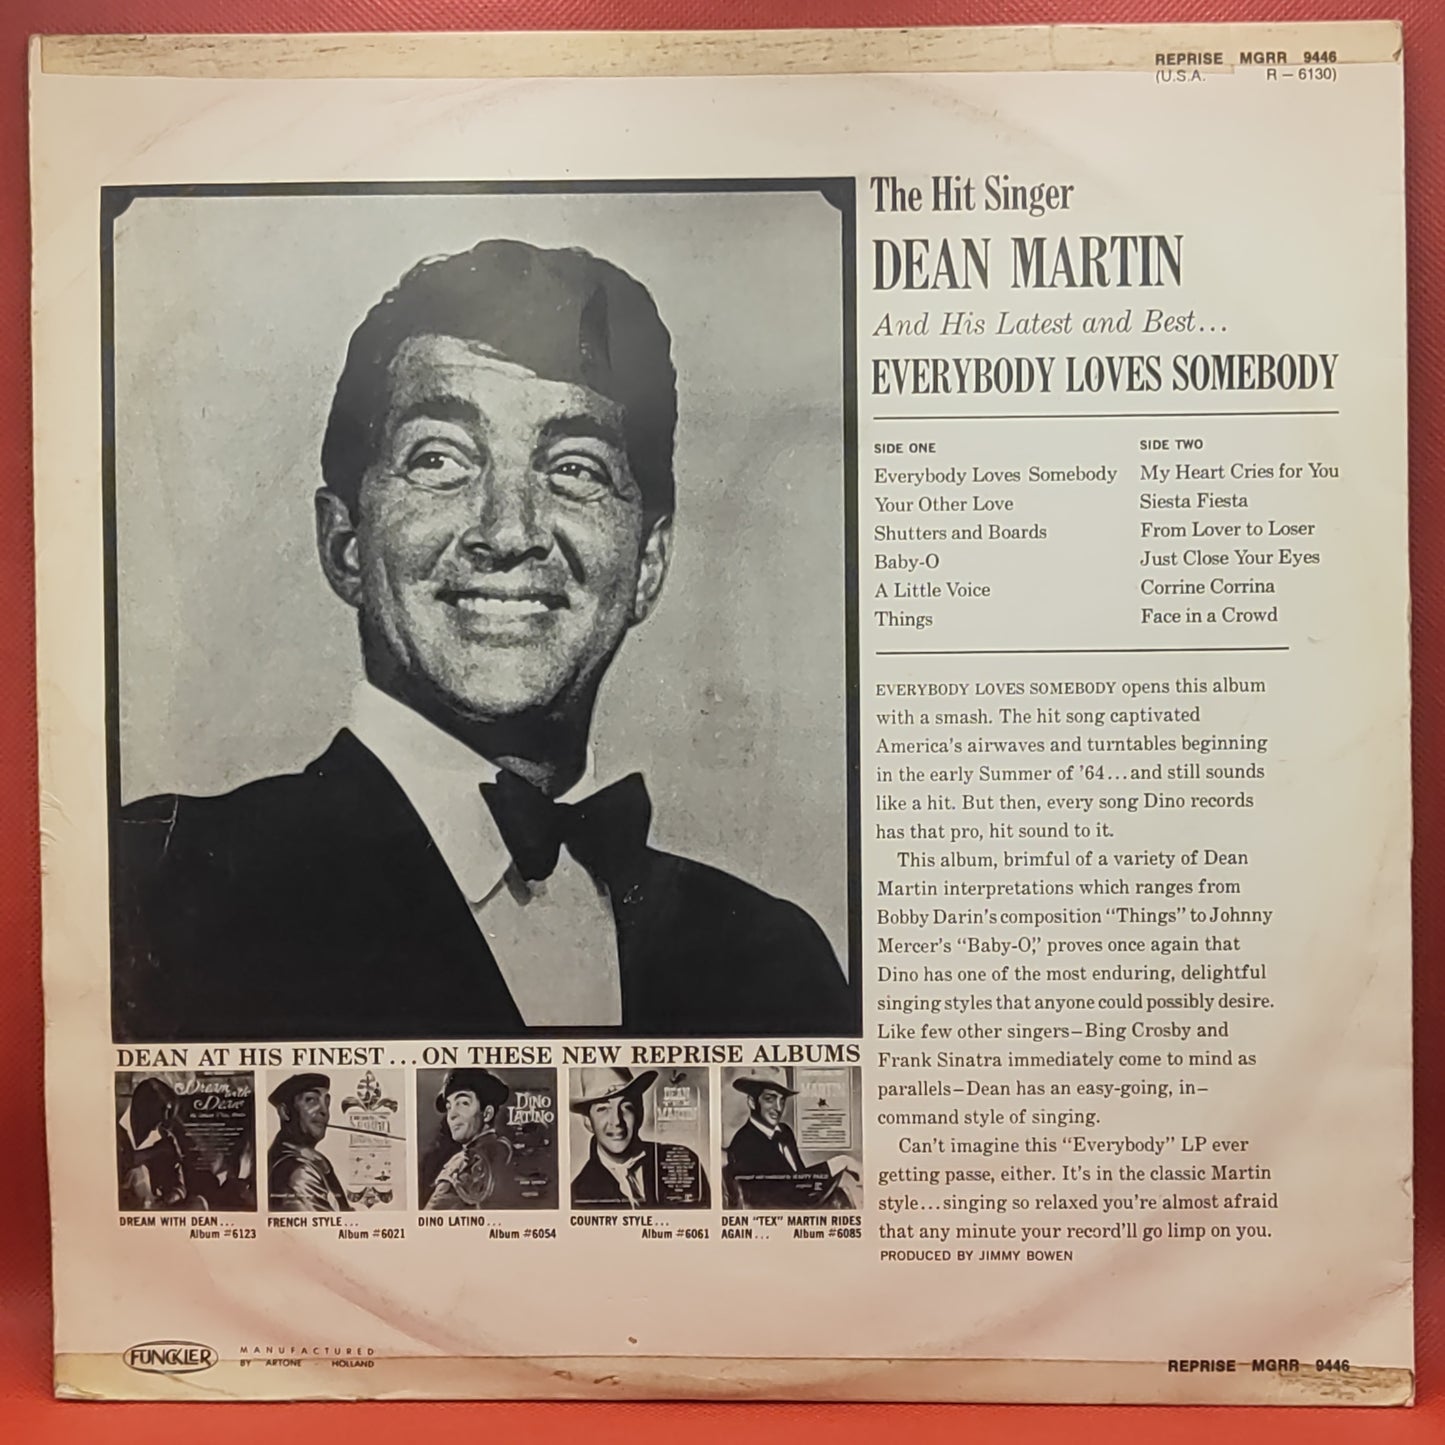 REPRISE MGRR 9446
(U.S.A. R – 6130)
The Hit Singer
DEAN MARTIN
And His Latest and Best...
EVERYBODY LOVES SOMEBODY
SIDE ONE
Everybody Loves Somebody
Your Other Love
Shutters and Boards
Baby-O
A Little Voice
Things
SIDE TWO
My Heart Cries for You
Siesta Fiesta
From Lover to Loser
Just Close Your Eyes
Corrine Corrina
Face in a Crowd
EVERYBODY LOVES SOMEBODY opens this album
with a smash. The hit song captivated
America's airwaves and turntables beginning
in the early Summer of '64...and still sounds
like a hit. But then, every song Dino records
has that pro, hit sound to it.
This album, brimful of a variety of Dean
Martin interpretations which ranges from
Bobby Darin's composition “Things” to Johnny
Mercer's “Baby-O,” proves once again that
Dino has one of the most enduring, delightful
singing styles that anyone could possibly desire.
Like few other singers–Bing Crosby and
Frank Sinatra immediately come to mind as
parallels–Dean has an easy-going, in–
command style of singing.
Can't imagine this “Everybody” LP ever
getting passe, either. It's in the classic Martin
style...singing so relaxed you're almost afraid
that any minute your record'll go limp on you.
PRODUCED BY JIMMY BOWEN
DEAN AT HIS FINEST...ON THESE NEW REPRISE ALBUMS
Dream with Dean
DINO LATINO
DEAN "TEX" MARTIN
MARTIN
DREAM WITH DEAN...
Album #6123
FRENCH STYLE...
Album #6021
DINO LATINO...
Album #6054
COUNTRY STYLE...
Album #6061
DEAN "TEX" MARTIN RIDES
AGAIN... Album #6085
FUNCKLER
MANUFACTURED
BY ARTONE - HOLLAND
REPRISE MGRR 9446